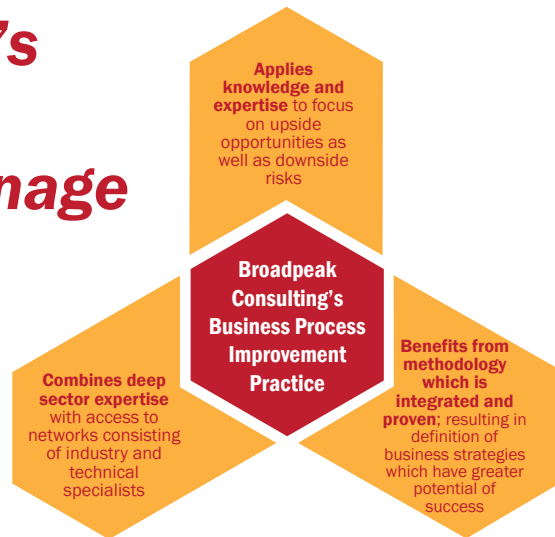 's
nage
Applies
knowledge and
expertise to focus
on upside
opportunities as
well as downside
risks
Broadpeak
Consulting's
Business Process
Improvement
Practice
Combines deep
sector expertise
with access to
networks consisting
of industry and
technical
specialists
Benefits from
methodology
which is
integrated and
proven; resulting in
definition of
business strategies
which have greater
potential of
success